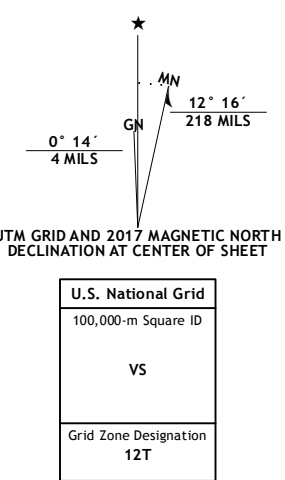 ★
MN
GN
12° 16´
218 MILS
0° 14´
4 MILS
UTM GRID AND 2017 MAGNETIC NORTH
DECLINATION AT CENTER OF SHEET
U.S. National Grid
100,000-m Square ID
VS
Grid Zone Designation
12T